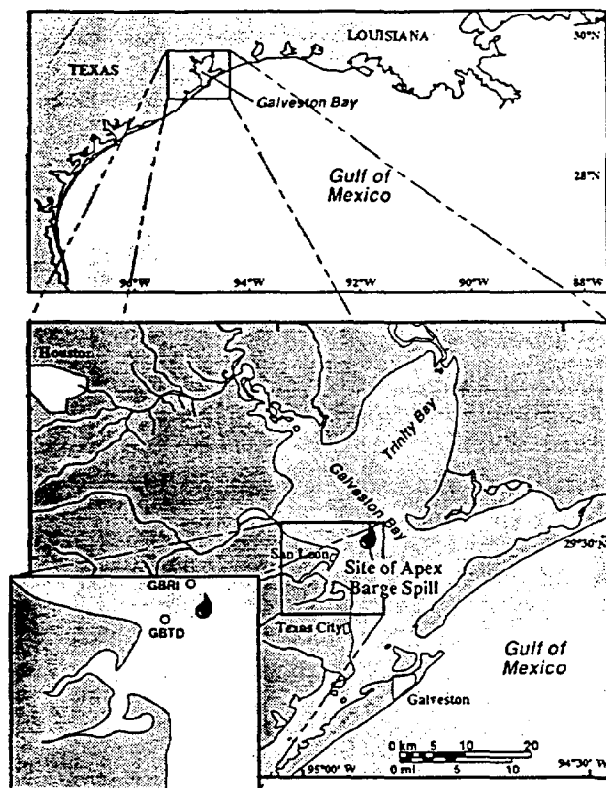 LOUISIANA
30°N
TEXAS
Galveston Bay
Gulf of
Mexico
28°N
96°W
94°W
92°W
90°W
88°W
Houston
Trinity Bay
Galveston Bay
29°30'
San Leon
Site of Apex
Barge Spill
GBRI
GBTD
Texas City
Gulf of
Mexico
Galveston
0 km 5 10 20
0 mi 5 10
95°00' W
94°30' W